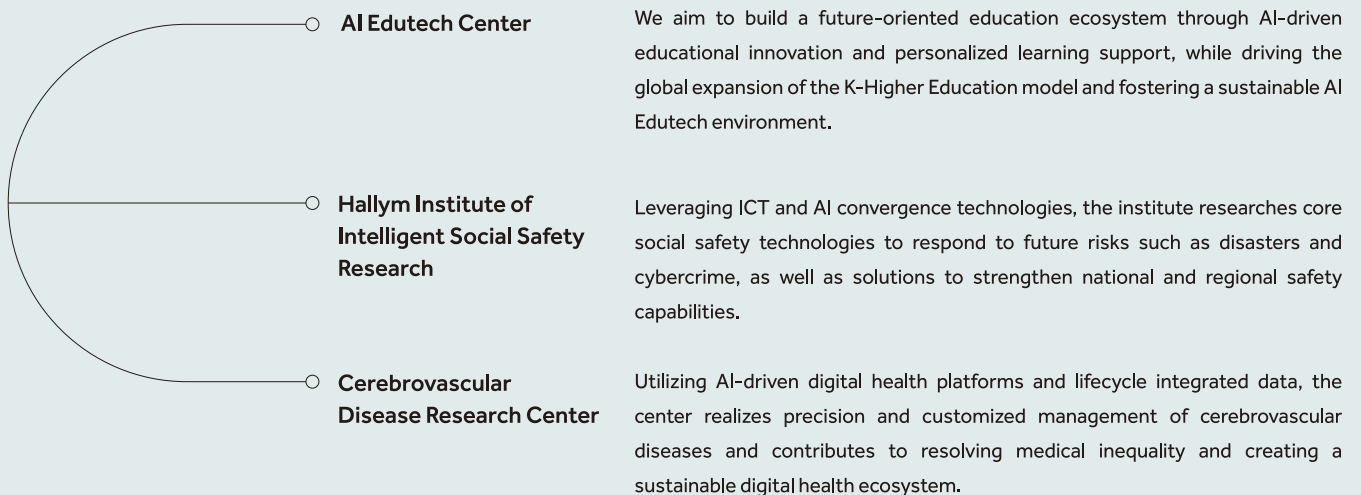 AI Edutech Center
We aim to build a future-oriented education ecosystem through AI-driven
educational innovation and personalized learning support, while driving the
global expansion of the K-Higher Education model and fostering a sustainable AI
Edutech environment.
Hallym Institute of
Intelligent Social Safety
Research
Leveraging ICT and AI convergence technologies, the institute researches core
social safety technologies to respond to future risks such as disasters and
cybercrime, as well as solutions to strengthen national and regional safety
capabilities.
Cerebrovascular
Disease Research Center
Utilizing AI-driven digital health platforms and lifecycle integrated data, the
center realizes precision and customized management of cerebrovascular
diseases and contributes to resolving medical inequality and creating a
sustainable digital health ecosystem.